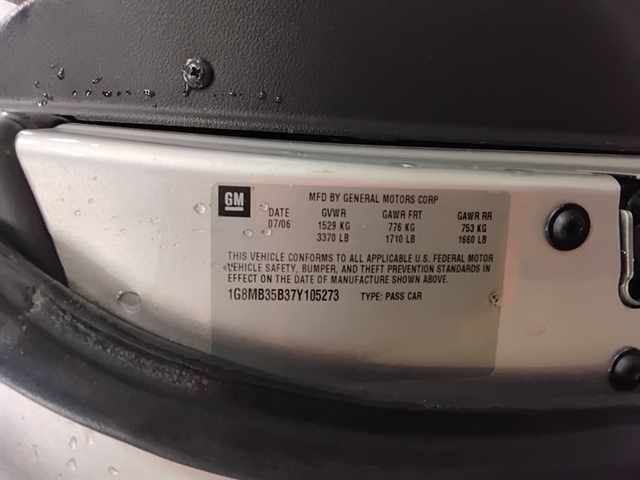 GM
MFD BY GENERAL MOTORS CORP
DATE GVWR GAWR FRT GAWR RR
07/06 1529 KG 776 KG 753 KG
3370 LB 1710 LB 1660 LB
THIS VEHICLE CONFORMS TO ALL APPLICABLE U.S. FEDERAL MOTOR
VEHICLE SAFETY, BUMPER, AND THEFT PREVENTION STANDARDS IN
EFFECT ON THE DATE OF MANUFACTURE SHOWN ABOVE.
1G8MB35B37Y105273 TYPE: PASS CAR